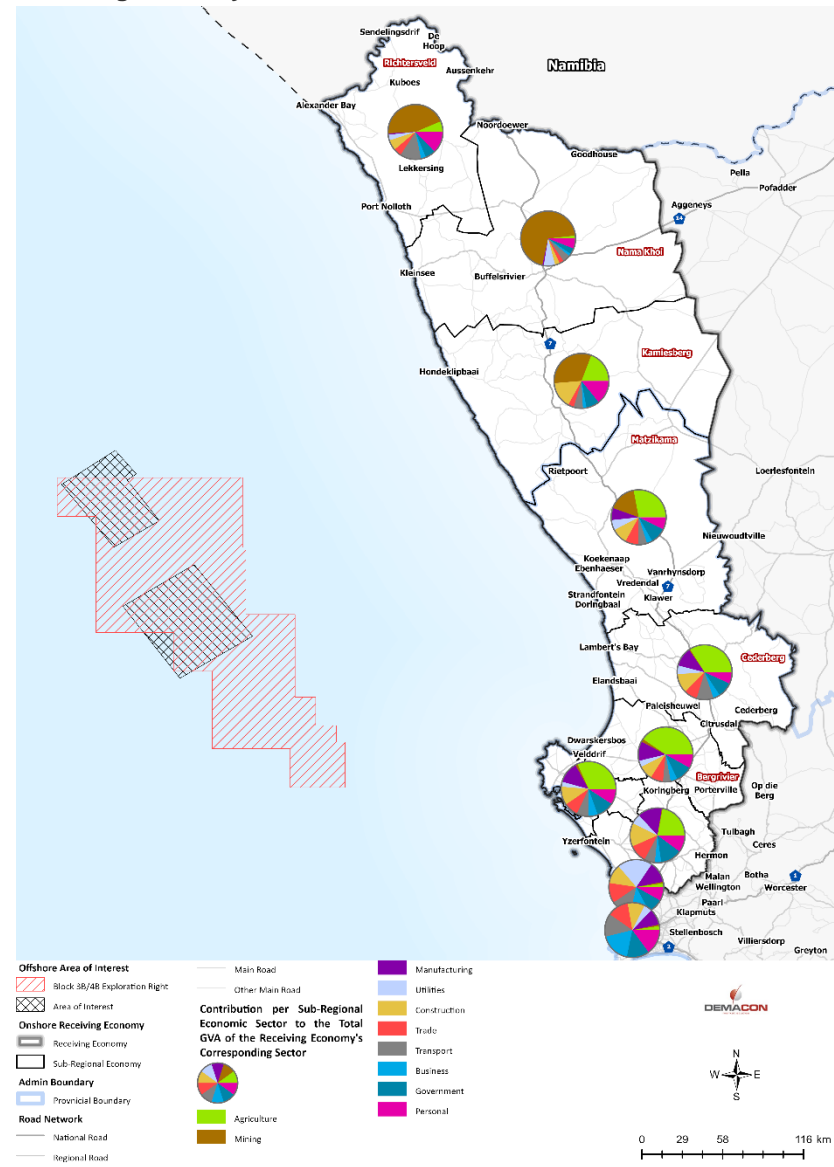 Sendelingsdrif
De
Hoop
Richtersveld
Aussenkehr
Namibia
Kuboes
Alexander Bay
Noordoewer
Goodhouse
Lekkersing
Pella
Pofadder
Aggeneys
14
Port Nolloth
Nama Khoi
Kleinsee
Buffelsrivier
7
Kamiesberg
Hondeklipbaai
Matzikama
Rietpoort
Loeriesfontein
Nieuwoudtville
Koekenaap
Ebenhaeser
Vanrhynsdorp
Vredendal
7
Strandfontein
Klawer
Doringbaai
Lambert's Bay
Cederberg
Elandsbaai
Paleisheuwel
Cederberg
Citrusdal
Dwarskersbos
Velddrif
Bergrivier
Koringberg
Porterville
Op die
Berg
Yzerfontein
Tulbagh
Ceres
Hermon
Malan
Botha
1
Wellington
Worcester
Paarl
Klapmuts
Stellenbosch
2
Villiersdorp
Greyton
Offshore Area of Interest
Block 3B/4B Exploration Right
Area of Interest
Onshore Receiving Economy
Receiving Economy
Sub-Regional Economy
Admin Boundary
Provnicial Boundary
Road Network
National Road
Regional Road
Main Road
Other Main Road
Contribution per Sub-Regional
Economic Sector to the Total
GVA of the Receiving Economy's
Corresponding Sector
Agriculture
Mining
Manufacturing
Utilities
Construction
Trade
Transport
Business
Government
Personal
DEMACON
N
W
E
S
0 29 58 116 km